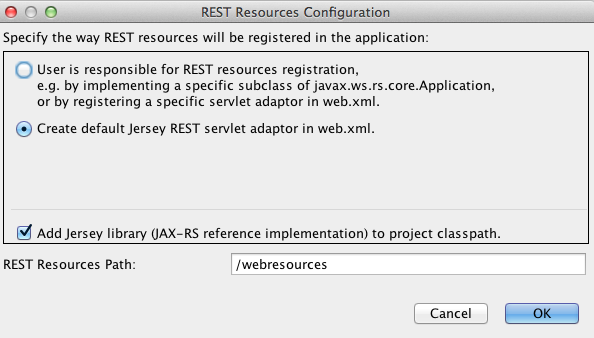 REST Resources Configuration
Specify the way REST resources will be registered in the application:
User is responsible for REST resources registration,
e.g. by implementing a specific subclass of javax.ws.rs.core.Application,
or by registering a specific servlet adaptor in web.xml.
Create default Jersey REST servlet adaptor in web.xml.
Add Jersey library (JAX-RS reference implementation) to project classpath.
REST Resources Path: /webresources
Cancel OK